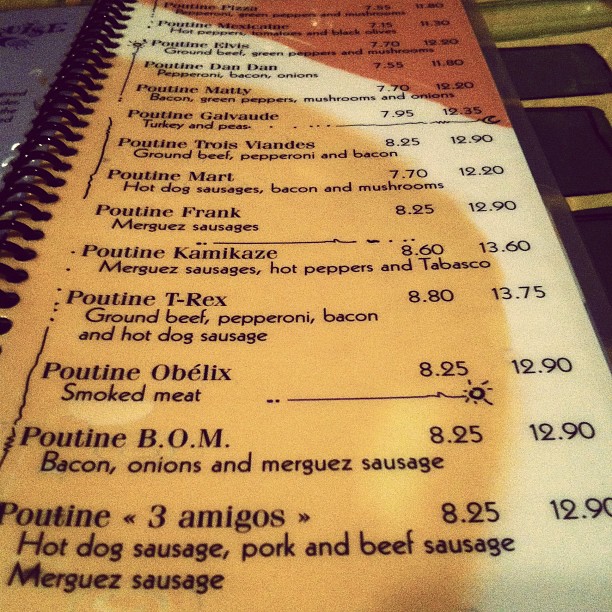 UISE
Poutine Pizza 7.55 11.80
Pepperoni, green peppers and mushrooms
Poutine Mexicaine 7.15 11.30
Hot peppers, tomatoes and black olives
Poutine Elvis 7.70 12.20
Ground beef, green peppers and mushrooms
Poutine Dan Dan 7.55 11.80
Pepperoni, bacon, onions
Poutine Matty 7.70 12.20
Bacon, green peppers, mushrooms and onions
Poutine Galvaude 7.95 12.35
Turkey and peas
Poutine Trois Viandes 8.25 12.90
Ground beef, pepperoni and bacon
Poutine Mart 7.70 12.20
Hot dog sausages, bacon and mushrooms
Poutine Frank 8.25 12.90
Merguez sausages
Poutine Kamikaze 8.60 13.60
Merguez sausages, hot peppers and Tabasco
Poutine T-Rex 8.80 13.75
Ground beef, pepperoni, bacon
and hot dog sausage
Poutine Obélix 8.25 12.90
Smoked meat
Poutine B.O.M. 8.25 12.90
Bacon, onions and merguez sausage
Poutine « 3 amigos » 8.25 12.90
Hot dog sausage, pork and beef sausage
Merguez sausage